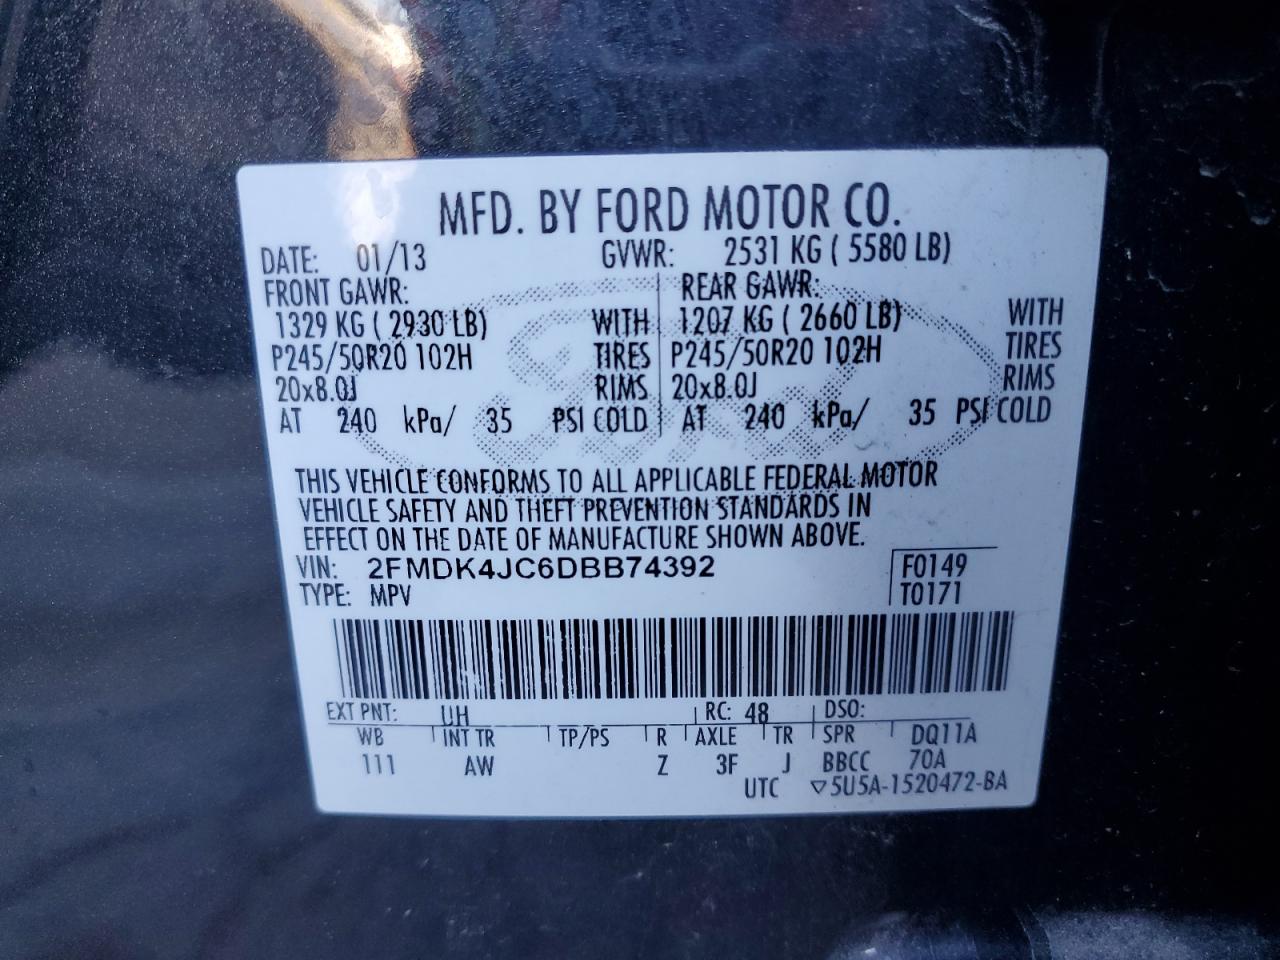 MFD. BY FORD MOTOR CO.
DATE: 01/13 GVWR: 2531 KG ( 5580 LB)
FRONT GAWR: REAR GAWR:
1329 KG ( 2930 LB) WITH 1207 KG ( 2660 LB) WITH
P245/50R20 102H TIRES P245/50R20 102H TIRES
20x8.0J RIMS 20x8.0J RIMS
AT 240 kPa/ 35 PSI COLD AT 240 kPa/ 35 PSI COLD
THIS VEHICLE CONFORMS TO ALL APPLICABLE FEDERAL MOTOR
VEHICLE SAFETY AND THEFT PREVENTION STANDARDS IN
EFFECT ON THE DATE OF MANUFACTURE SHOWN ABOVE.
VIN: 2FMDK4JC6DBB74392 F0149
TYPE: MPV T0171
EXT PNT: UH RC: 48 DSO:
WB INT TR TP/PS R AXLE TR SPR DQ11A
111 AW Z 3F J BBCC 70A
UTC ▽5U5A-1520472-BA
Ford